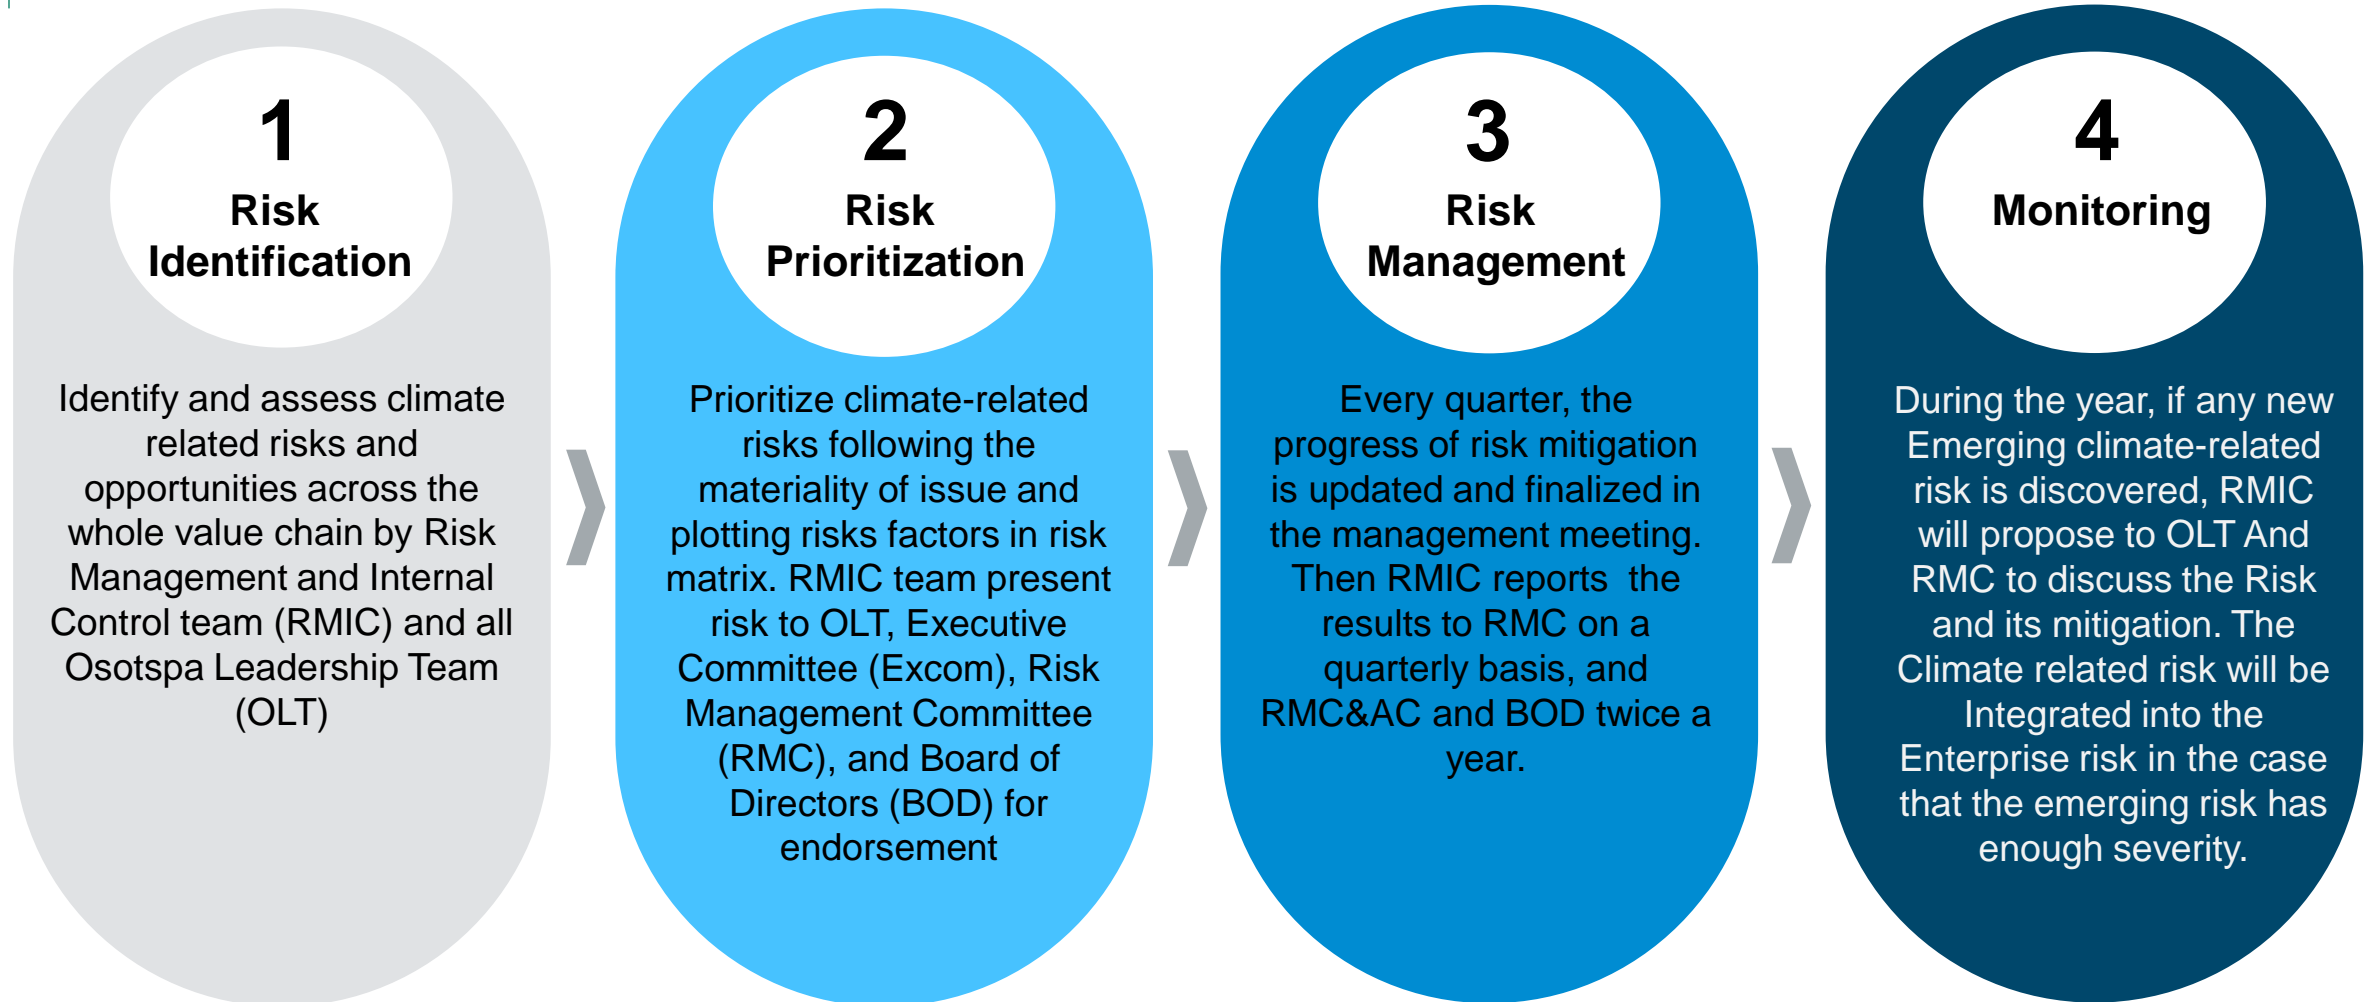 1
Risk
Identification
Identify and assess climate
related risks and
opportunities across the
whole value chain by Risk
Management and Internal
Control team (RMIC) and all
Osotspa Leadership Team
(OLT)
2
Risk
Prioritization
Prioritize climate-related
risks following the
materiality of issue and
plotting risks factors in risk
matrix. RMIC team present
risk to OLT, Executive
Committee (Excom), Risk
Management Committee
(RMC), and Board of
Directors (BOD) for
endorsement
3
Risk
Management
Every quarter, the
progress of risk mitigation
is updated and finalized in
the management meeting.
Then RMIC reports  the
results to RMC on a
quarterly basis, and
RMC&AC and BOD twice a
year.
4
Monitoring
During the year, if any new
Emerging climate-related
risk is discovered, RMIC
will propose to OLT And
RMC to discuss the Risk
and its mitigation. The
Climate related risk will be
Integrated into the
Enterprise risk in the case
that the emerging risk has
enough severity.